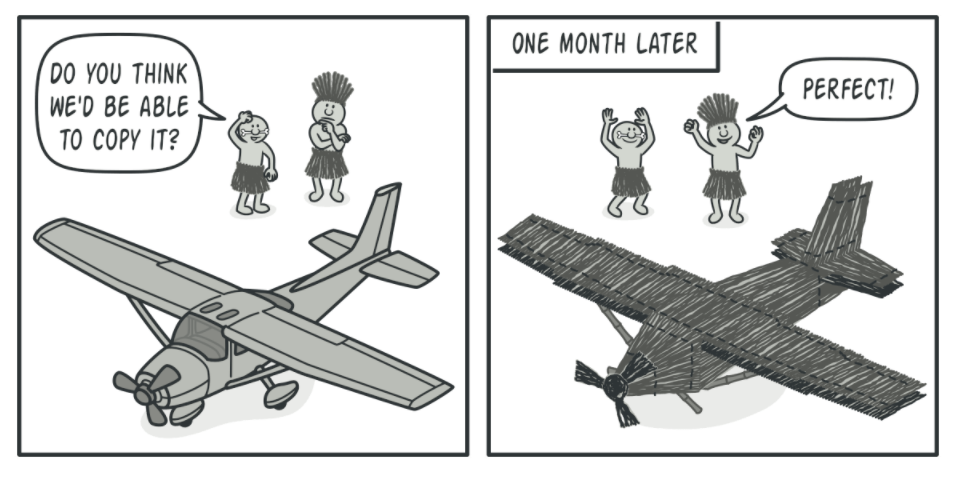 DO YOU THINK
WE'D BE ABLE
TO COPY IT?
ONE MONTH LATER
PERFECT!